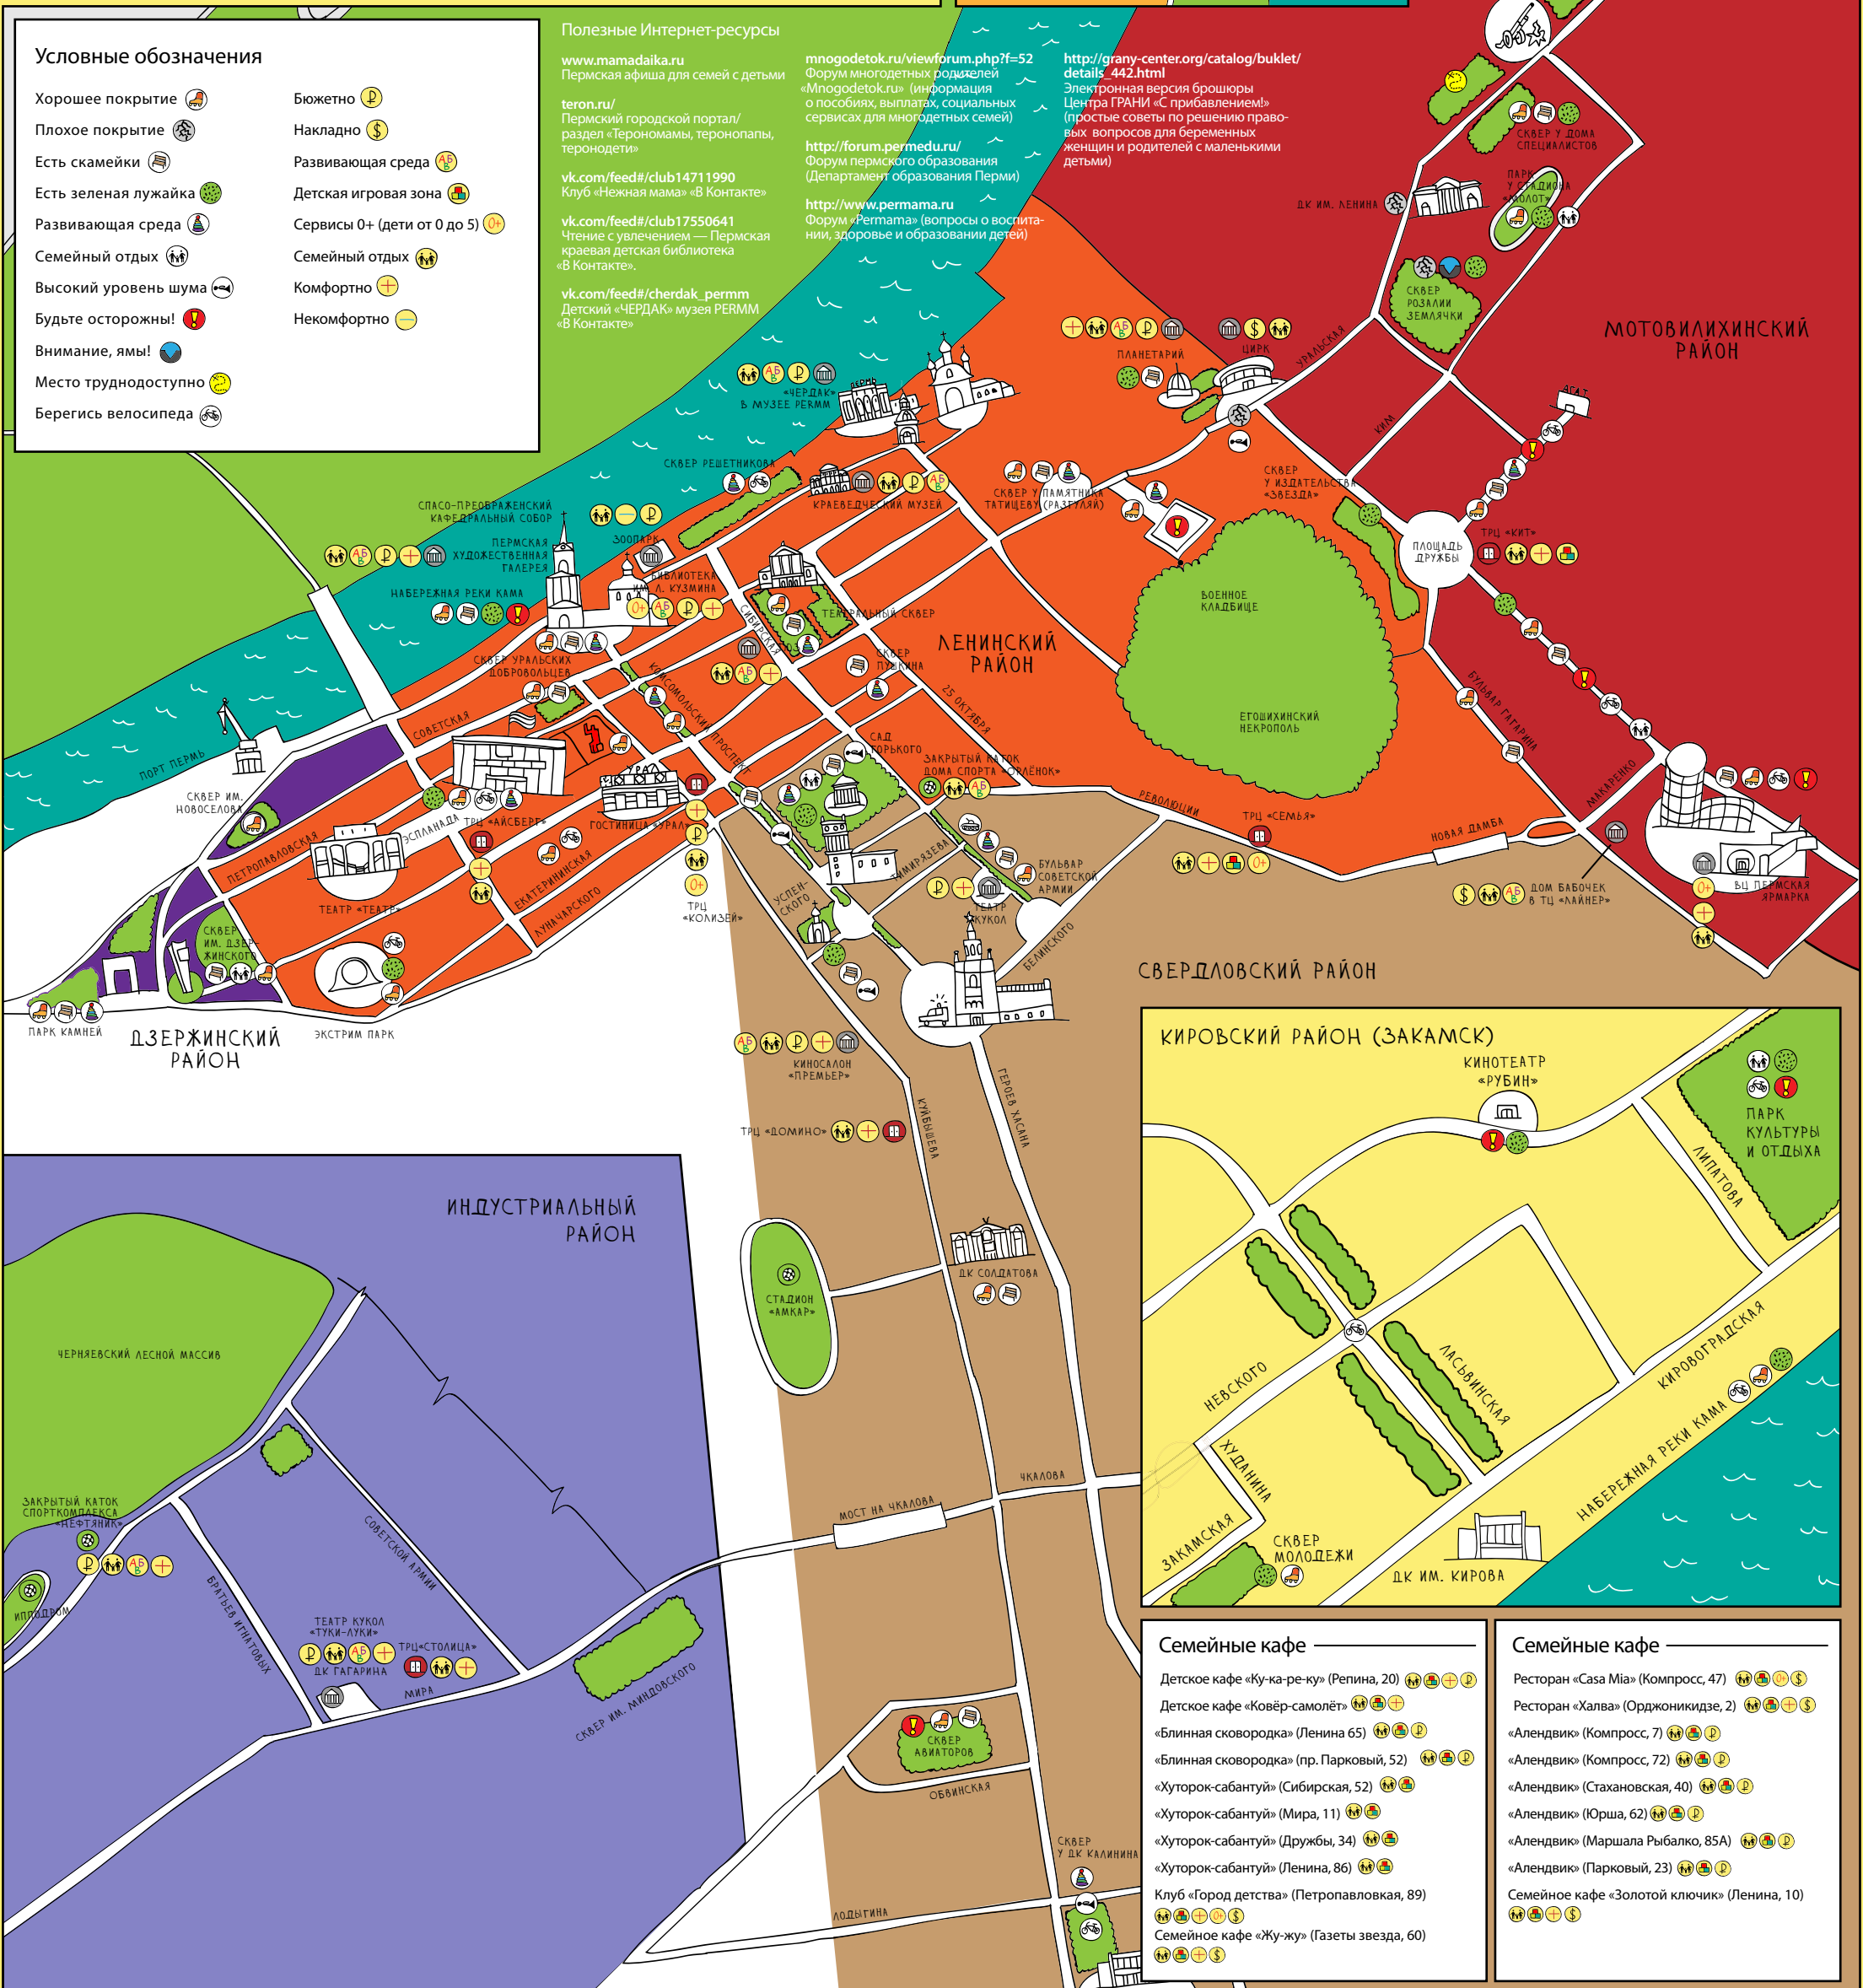 Условные обозначения
Хорошее покрытие
Плохое покрытие
Есть скамейки
Есть зеленая лужайка
Развивающая среда
Семейный отдых
Высокий уровень шума
Будьте осторожны!
Внимание, ямы!
Место труднодоступно
Берегись велосипеда
Бюжетно
Накладно
Развивающая среда
Детская игровая зона
Сервисы 0+ (дети от 0 до 5)
Семейный отдых
Комфортно
Некомфортно
Полезные Интернет-ресурсы
www.mamadaika.ru
Пермская афиша для семей с детьми
teron.ru/
Пермский городской портал/
раздел «Терономамы, теронопапы,
теронодети»
vk.com/feed#/club14711990
Клуб «Нежная мама» «В Контакте»
vk.com/feed#/club17550641
Чтение с увлечением — Пермская
краевая детская библиотека
«В Контакте».
vk.com/feed#/cherdak_permm
Детский «ЧЕРДАК» музея PERMM
«В Контакте»
mnogodetok.ru/viewforum.php?f=52
Форум многодетных родителей
«Mnogodetok.ru» (информация
о пособиях, выплатах, социальных
сервисах для многодетных семей)
http://forum.permedu.ru/
Форум пермского образования
(Департамент образования Перми)
http://www.permama.ru
Форум «Permama» (вопросы о воспита-
нии, здоровье и образовании детей)
http://grany-center.org/catalog/buklet/
details_442.html
Электронная версия брошюры
Центра ГРАНИ «С прибавлением!»
(простые советы по решению право-
вых вопросов для беременных
женщин и родителей с маленькими
детьми)
СКВЕР У ДОМА
СПЕЦИАЛИСТОВ
ПАРК
У СТАДИОНА
«МОЛОТ»
ДК ИМ. ЛЕНИНА
СКВЕР
РОЗАЛИИ
ЗЕМЛЯЧКИ
МОТОВИЛИХИНСКИЙ
РАЙОН
УРАЛЬСКАЯ
КИМ
АГАТ
ПЛАНЕТАРИЙ
ЦИРК
«ЧЕРДАК»
В МУЗЕЕ PERMM
ПЕРМЬ
СКВЕР РЕШЕТНИКОВА
КРАЕВЕДЧЕСКИЙ МУЗЕЙ
СКВЕР У ПАМЯТНИКА
ТАТИЩЕВУ (РАЗГУЛЯЙ)
СКВЕР
У ИЗДАТЕЛЬСТВА
«ЗВЕЗДА»
ПЛОЩАДЬ
ДРУЖБЫ
ТРЦ «КИТ»
СПАСО-ПРЕОБРАЖЕНСКИЙ
КАФЕДРАЛЬНЫЙ СОБОР
ПЕРМСКАЯ
ХУДОЖЕСТВЕННАЯ
ГАЛЕРЕЯ
ЗООПАРК
БИБЛИОТЕКА
ИМ. Л. КУЗМИНА
НАБЕРЕЖНАЯ РЕКИ КАМА
СИБИРСКАЯ
ТЕАТРАЛЬНЫЙ СКВЕР
ВОЕННОЕ
КЛАДБИЩЕ
ЕГОШИХИНСКИЙ
НЕКРОПОЛЬ
ЛЕНИНСКИЙ
РАЙОН
СКВЕР
ПУШКИНА
25 ОКТЯБРЯ
БУЛЬВАР ГАГАРИНА
СКВЕР УРАЛЬСКИХ
ДОБРОВОЛЬЦЕВ
КОМСОМОЛЬСКИЙ ПРОСПЕКТ
СОВЕТСКАЯ
ПОРТ ПЕРМЬ
СКВЕР ИМ.
НОВОСЕЛОВА
САД
ГОРЬКОГО
ЗАКРЫТЫЙ КАТОК
ДОМА СПОРТА «ОРЛЁНОК»
УРАЛ
ГОСТИНИЦА «УРАЛ»
ТРЦ «АЙСБЕРГ»
ЭСПЛАНАДА
ПЕТРОПАВЛОВСКАЯ
ЕКАТЕРИНИНСКАЯ
ЛУНАЧАРСКОГО
ТЕАТР «ТЕАТР»
ТРЦ
«КОЛИЗЕЙ»
РЕВОЛЮЦИИ
ТРЦ «СЕМЬЯ»
НОВАЯ ДАМБА
МАКАРЕНКО
ДОМ БАБОЧЕК
В ТЦ «ЛАЙНЕР»
ВЦ ПЕРМСКАЯ
ЯРМАРКА
ТИМИРЯЗЕВА
БУЛЬВАР
СОВЕТСКОЙ
АРМИИ
ТЕАТР
КУКОЛ
УСПЕН-
СКОГО
БЕЛИНСКОГО
СКВЕР
ИМ. ДЗЕР-
ЖИНСКОГО
ПАРК КАМНЕЙ
ДЗЕРЖИНСКИЙ
РАЙОН
ЭКСТРИМ ПАРК
СВЕРДЛОВСКИЙ РАЙОН
КИНОСАЛОН
«ПРЕМЬЕР»
ТРЦ «ДОМИНО»
КУЙБЫШЕВА
ГЕРОЕВ ХАСАНА
КИРОВСКИЙ РАЙОН (ЗАКАМСК)
КИНОТЕАТР
«РУБИН»
ПАРК
КУЛЬТУРЫ
И ОТДЫХА
ЛИПАТОВА
НЕВСКОГО
ЛАСЬВИНСКАЯ
КИРОВОГРАДСКАЯ
НАБЕРЕЖНАЯ РЕКИ КАМА
ХУДАНИНА
ЗАКАМСКАЯ
СКВЕР
МОЛОДЕЖИ
ДК ИМ. КИРОВА
ИНДУСТРИАЛЬНЫЙ
РАЙОН
ЧЕРНЯЕВСКИЙ ЛЕСНОЙ МАССИВ
СТАДИОН
«АМКАР»
ДК СОЛДАТОВА
ЗАКРЫТЫЙ КАТОК
СПОРТКОМПЛЕКСА
«НЕФТЯНИК»
ИППОДРОМ
СОВЕТСКОЙ АРМИИ
БРАТЬЕВ ИГНАТОВЫХ
ТЕАТР КУКОЛ
«ТУКИ-ЛУКИ»
ТРЦ«СТОЛИЦА»
ДК ГАГАРИНА
МИРА
СКВЕР ИМ. МИНДОВСКОГО
МОСТ НА ЧКАЛОВА
ЧКАЛОВА
СКВЕР
АВИАТОРОВ
ОБВИНСКАЯ
СКВЕР
У ДК КАЛИНИНА
ЛОДЫГИНА
Семейные кафе
Детское кафе «Ку-ка-ре-ку» (Репина, 20)
Детское кафе «Ковёр-самолёт»
«Блинная сковородка» (Ленина 65)
«Блинная сковородка» (пр. Парковый, 52)
«Хуторок-сабантуй» (Сибирская, 52)
«Хуторок-сабантуй» (Мира, 11)
«Хуторок-сабантуй» (Дружбы, 34)
«Хуторок-сабантуй» (Ленина, 86)
Клуб «Город детства» (Петропавловкая, 89)
Семейное кафе «Жу-жу» (Газеты звезда, 60)
Семейные кафе
Ресторан «Casa Mia» (Компросс, 47)
Ресторан «Халва» (Орджоникидзе, 2)
«Алендвик» (Компросс, 7)
«Алендвик» (Компросс, 72)
«Алендвик» (Стахановская, 40)
«Алендвик» (Юрша, 62)
«Алендвик» (Маршала Рыбалко, 85А)
«Алендвик» (Парковый, 23)
Семейное кафе «Золотой ключик» (Ленина, 10)